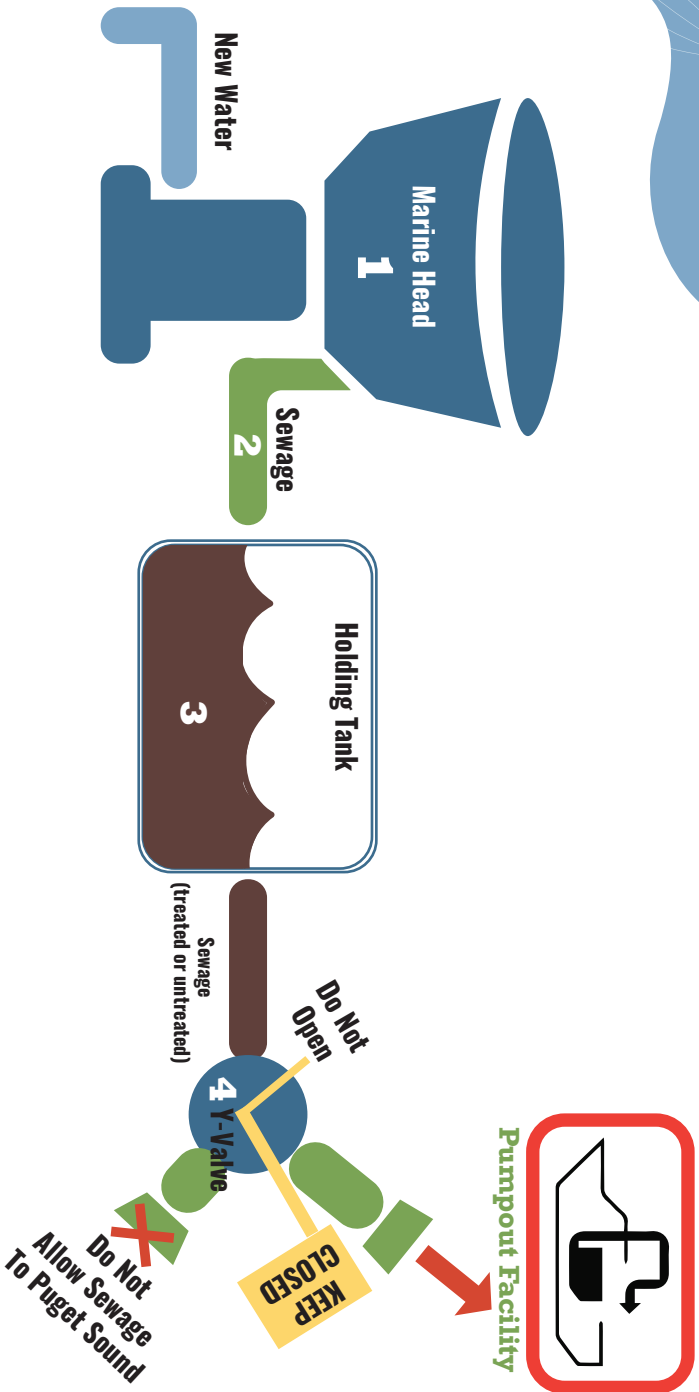 New Water
Marine Head
1
Sewage
2
Holding Tank
3
Sewage
(treated or untreated)
Do Not
Open
4
Y-Valve
KEEP
CLOSED
Pumpout Facility
Do Not
Allow Sewage
To Puget Sound